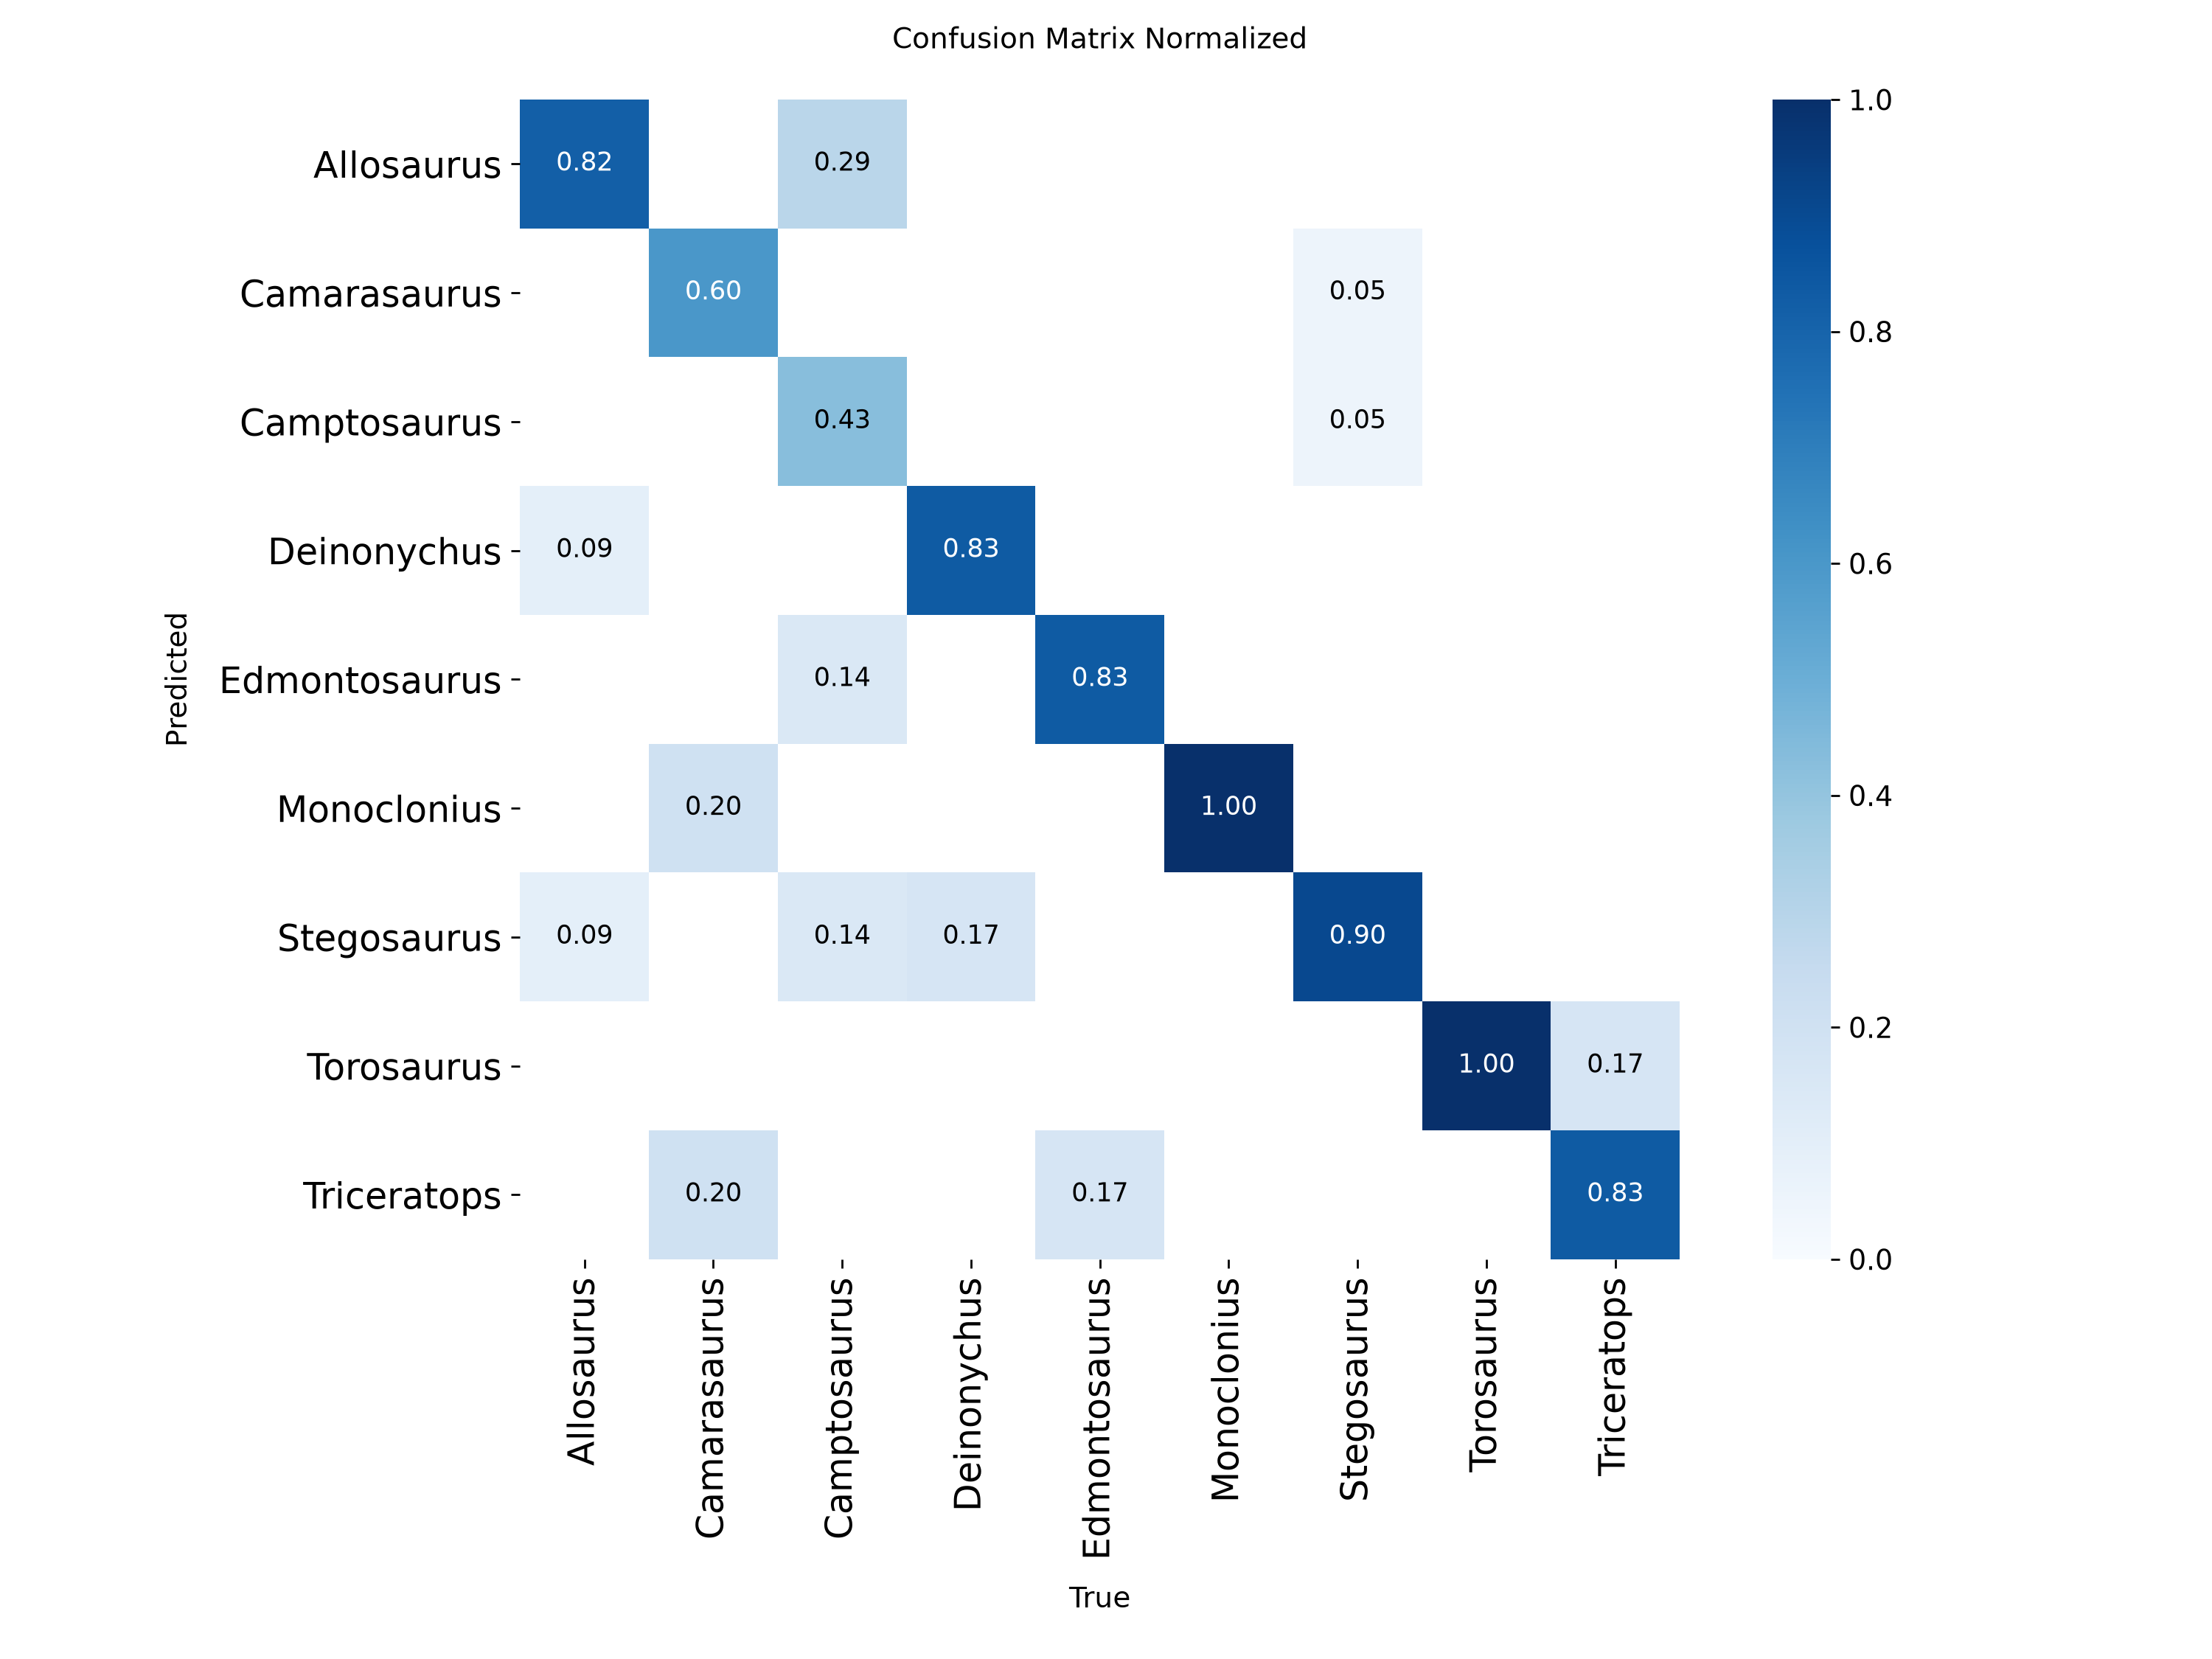 Confusion Matrix Normalized
Predicted
Allosaurus 0.82 0.29
Camarasaurus 0.60 0.05
Camptosaurus 0.43 0.05
Deinonychus 0.09 0.83
Edmontosaurus 0.14 0.83
Monoclonius 0.20 1.00
Stegosaurus 0.09 0.14 0.17 0.90
Torosaurus 1.00 0.17
Triceratops 0.20 0.17 0.83
Allosaurus
Camarasaurus
Camptosaurus
Deinonychus
Edmontosaurus
Monoclonius
Stegosaurus
Torosaurus
Triceratops
True
1.0
0.8
0.6
0.4
0.2
0.0